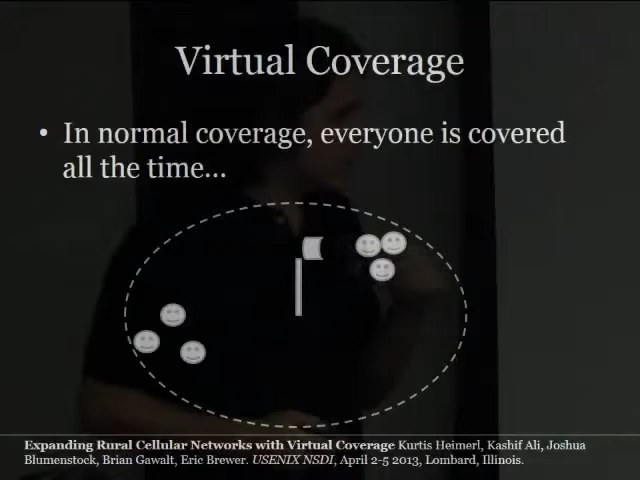 Virtual Coverage
• In normal coverage, everyone is covered
all the time...
Expanding Rural Cellular Networks with Virtual Coverage Kurtis Heimerl, Kashif Ali, Joshua
Blumenstock, Brian Gawalt, Eric Brewer. USENIX NSDI, April 2-5 2013, Lombard, Illinois.